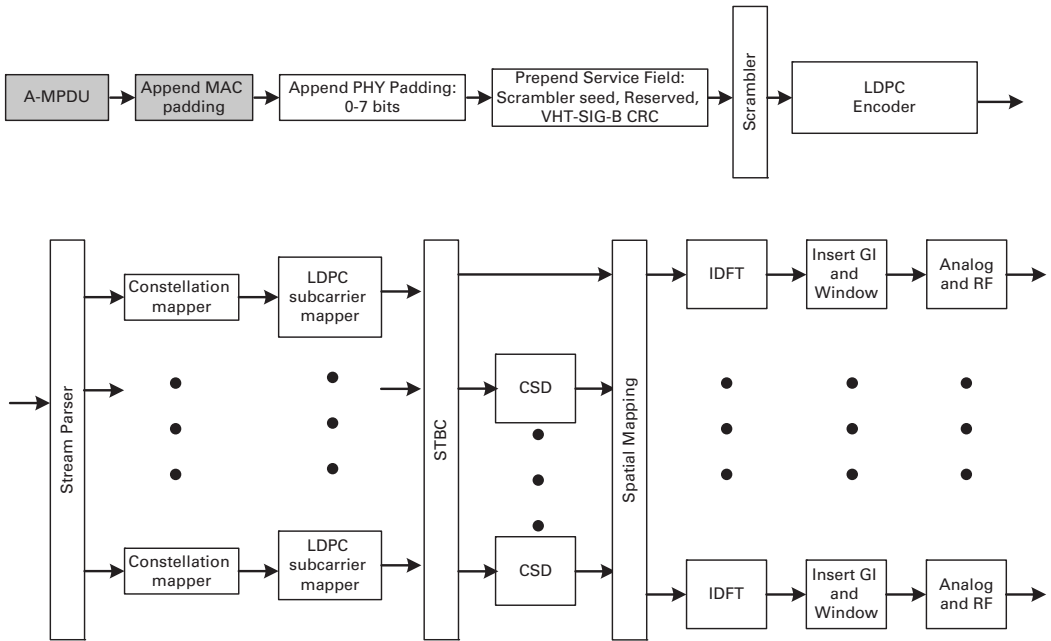 A-MPDU
Append MAC
padding
Append PHY Padding:
0-7 bits
Prepend Service Field:
Scrambler seed, Reserved,
VHT-SIG-B CRC
Scrambler
LDPC
Encoder
Stream Parser
Constellation
mapper
LDPC
subcarrier
mapper
STBC
CSD
Spatial Mapping
IDFT
Insert GI
and
Window
Analog
and RF
Constellation
mapper
LDPC
subcarrier
mapper
CSD
IDFT
Insert GI
and
Window
Analog
and RF